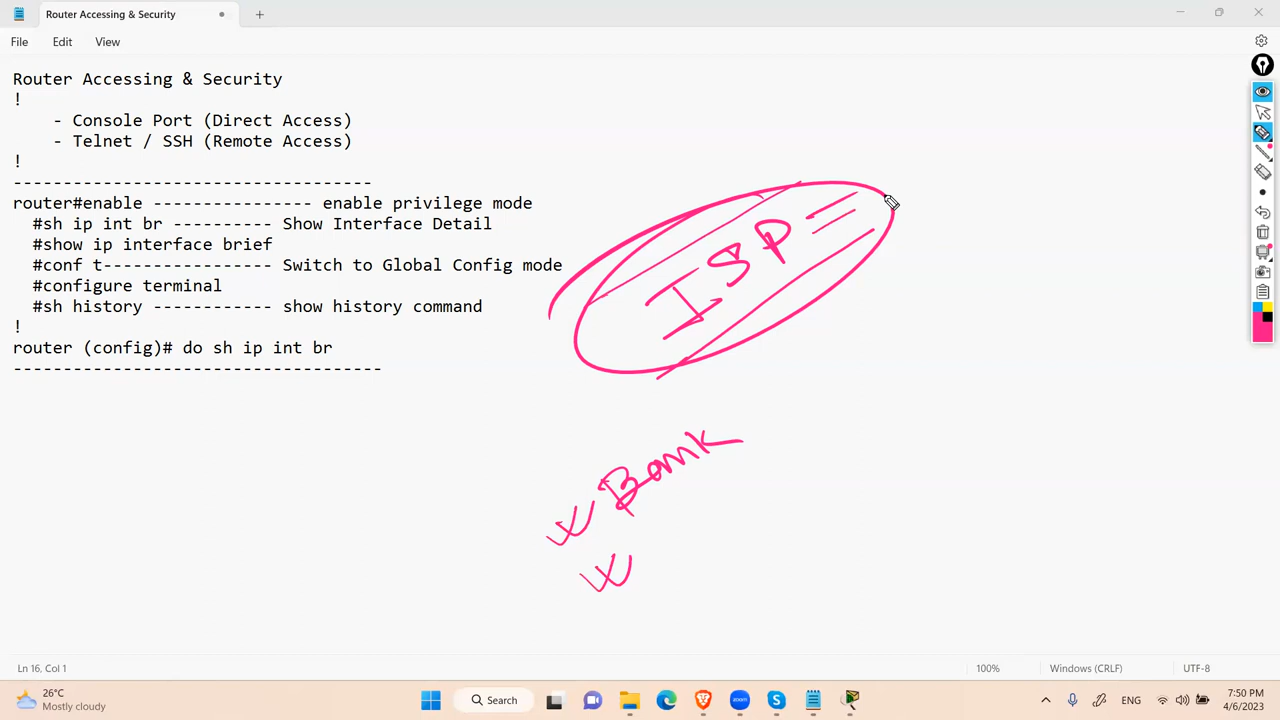 Router Accessing & Security
File Edit View
Router Accessing & Security
!
- Console Port (Direct Access)
- Telnet / SSH (Remote Access)
!
------------------------------------
router#enable ---------------- enable privilege mode
#sh ip int br ----------- Show Interface Detail
#show ip interface brief
#conf t----------------- Switch to Global Config mode
#configure terminal
#sh history ------------ show history command
!
router (config)# do sh ip int br
-------------------------------------
ISP
Bank
Ln 16, Col 1
100%
Windows (CRLF)
UTF-8
26°C
Mostly cloudy
Search
zoom
ENG
7:50 PM
4/6/2023